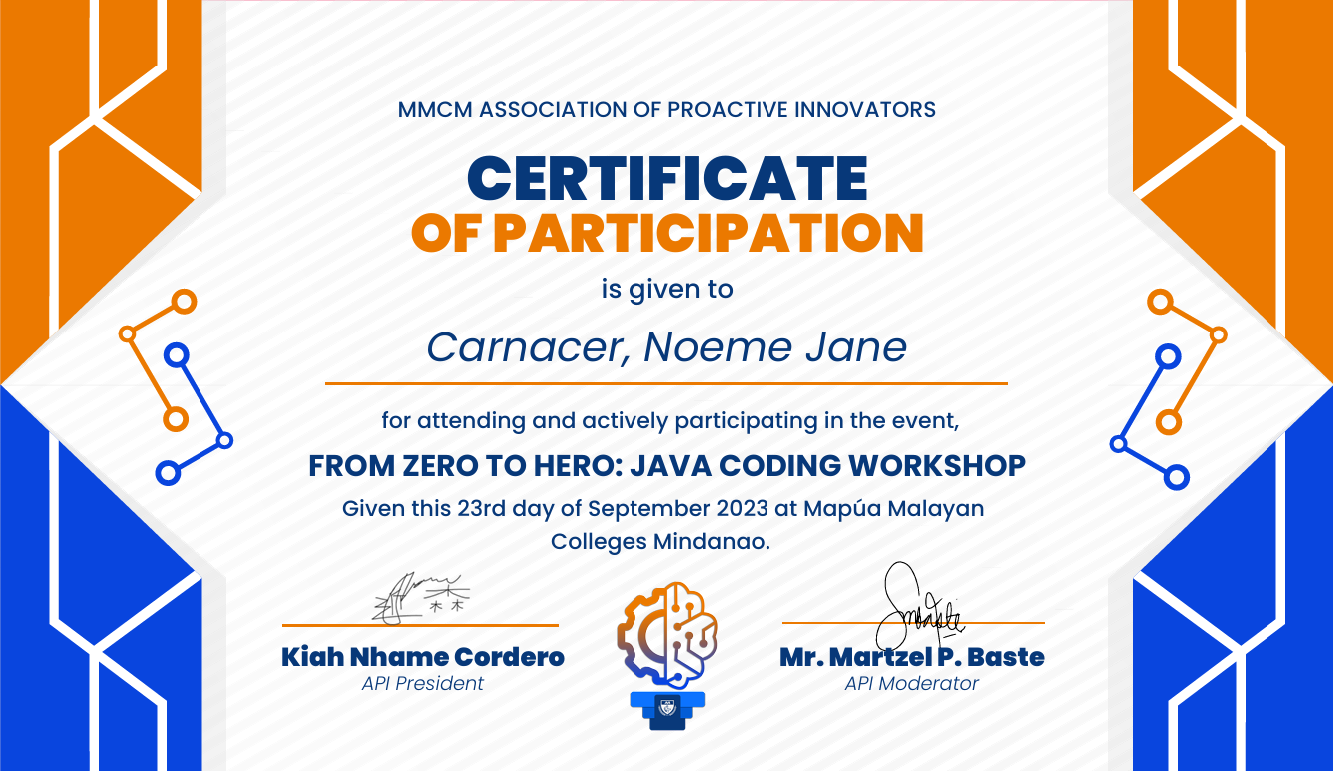 MMCM ASSOCIATION OF PROACTIVE INNOVATORS
CERTIFICATE
OF PARTICIPATION
is given to
Carnacer, Noeme Jane
for attending and actively participating in the event,
FROM ZERO TO HERO: JAVA CODING WORKSHOP
Given this 23rd day of September 2023 at Mapúa Malayan
Colleges Mindanao.
Kiah Nhame Cordero
API President
Mr. Martzel P. Baste
API Moderator